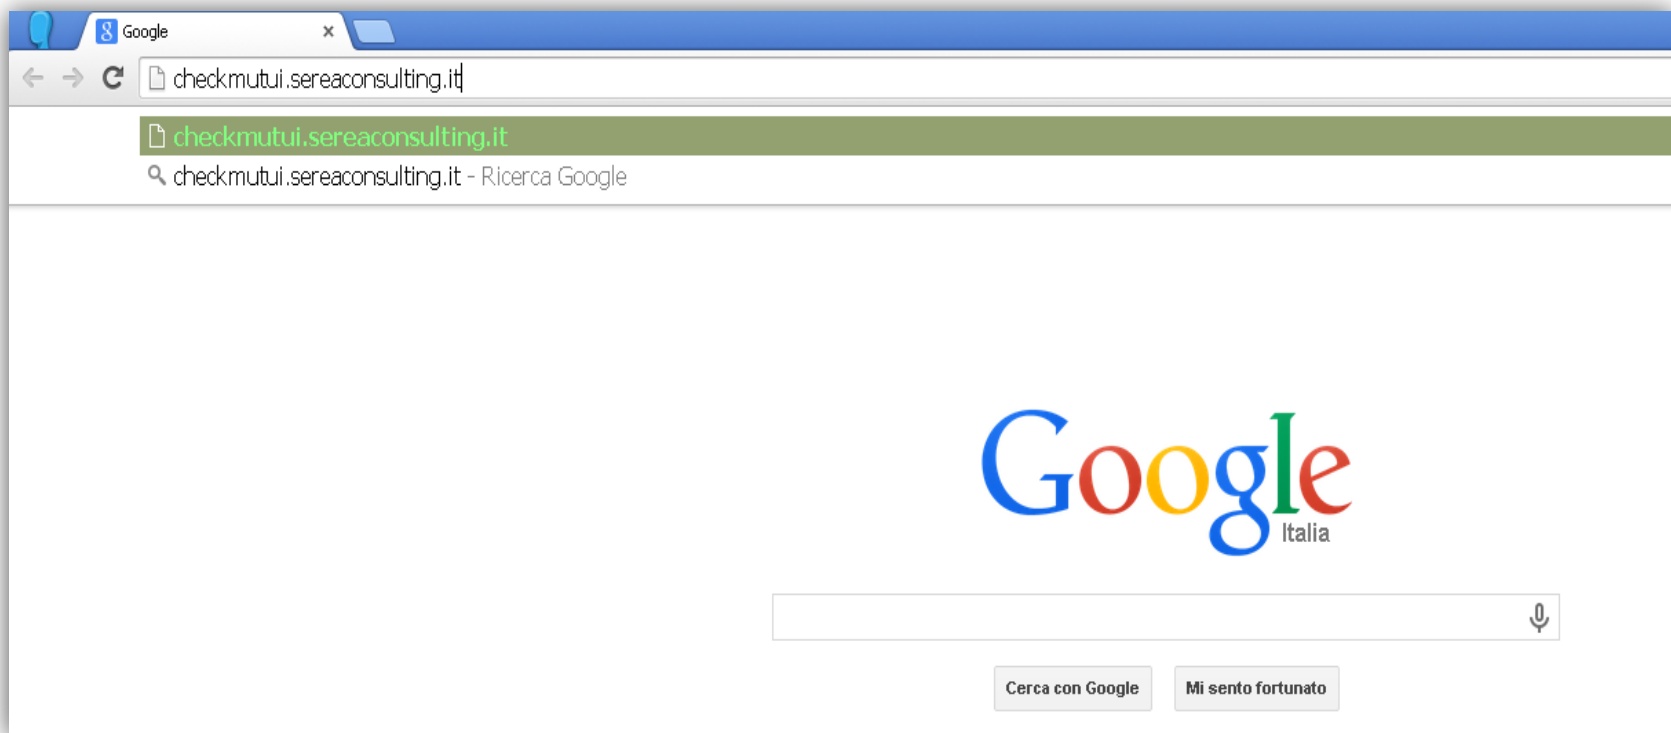 Google
checkmutui.sereaconsulting.it
checkmutui.sereaconsulting.it
checkmutui.sereaconsulting.it - Ricerca Google
Google
Italia
Cerca con Google
Mi sento fortunato